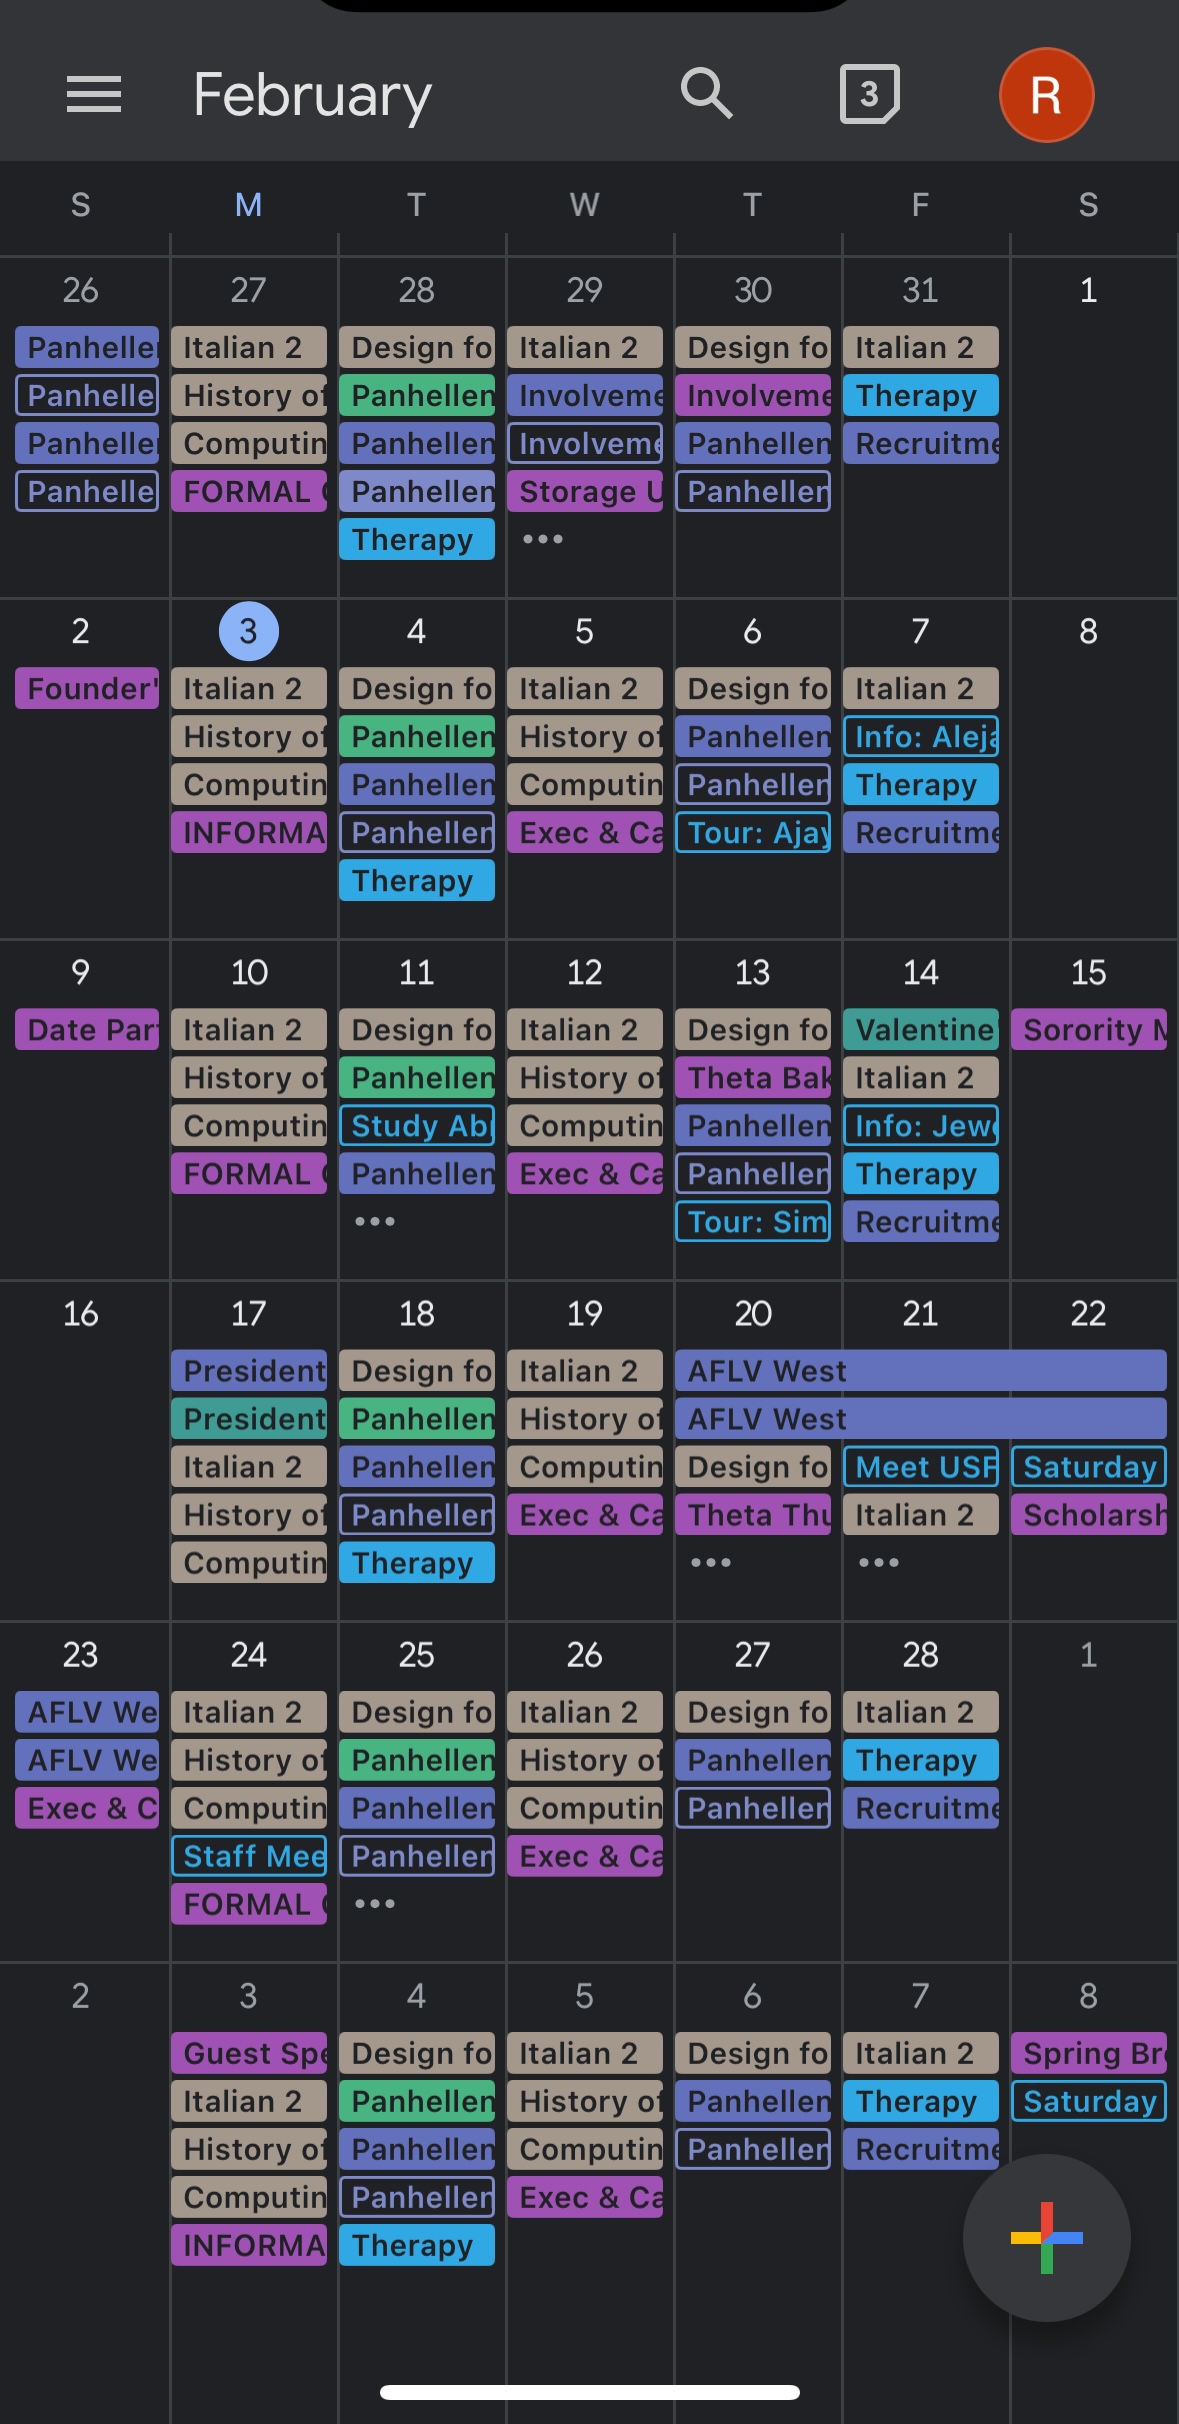 February
3
R
S M T W T F S
26 27 28 29 30 31 1
Panheller Italian 2 Design fo Italian 2 Design fo Italian 2
Panhelle History of Panhellen Involveme Involveme Therapy
Panheller Computin Panhellen Involveme Panhellen Recruitme
Panhelle FORMAL Panhellen Storage U Panhellen
Therapy •••
2 3 4 5 6 7 8
Founder' Italian 2 Design fo Italian 2 Design fo Italian 2
History of Panhellen History of Panhellen Info: Aleja
Computin Panhellen Computin Panhellen Therapy
INFORMA Panhellen Exec & Ca Tour: Ajay Recruitme
Therapy
9 10 11 12 13 14 15
Date Par Italian 2 Design fo Italian 2 Design fo Valentine' Sorority M
History of Panhellen History of Theta Bak Italian 2
Computin Study Abr Computin Panhellen Info: Jewe
FORMAL Panhellen Exec & Ca Panhellen Therapy
••• Tour: Sim Recruitme
16 17 18 19 20 21 22
President Design fo Italian 2 AFLV West
President Panhellen History of AFLV West
Italian 2 Panhellen Computin Design fo Meet USF Saturday
History of Panhellen Exec & Ca Theta Thu Italian 2 Scholarsh
Computin Therapy ••• •••
23 24 25 26 27 28 1
AFLV We Italian 2 Design fo Italian 2 Design fo Italian 2
AFLV We History of Panhellen History of Panhellen Therapy
Exec & C Computin Panhellen Computin Panhellen Recruitme
Staff Mee Panhellen Exec & Ca
FORMAL •••
2 3 4 5 6 7 8
Guest Spe Design fo Italian 2 Design fo Italian 2 Spring Bre
Italian 2 Panhellen History of Panhellen Therapy Saturday
History of Panhellen Computin Panhellen Recruitme
Computin Panhellen Exec & Ca
INFORMA Therapy